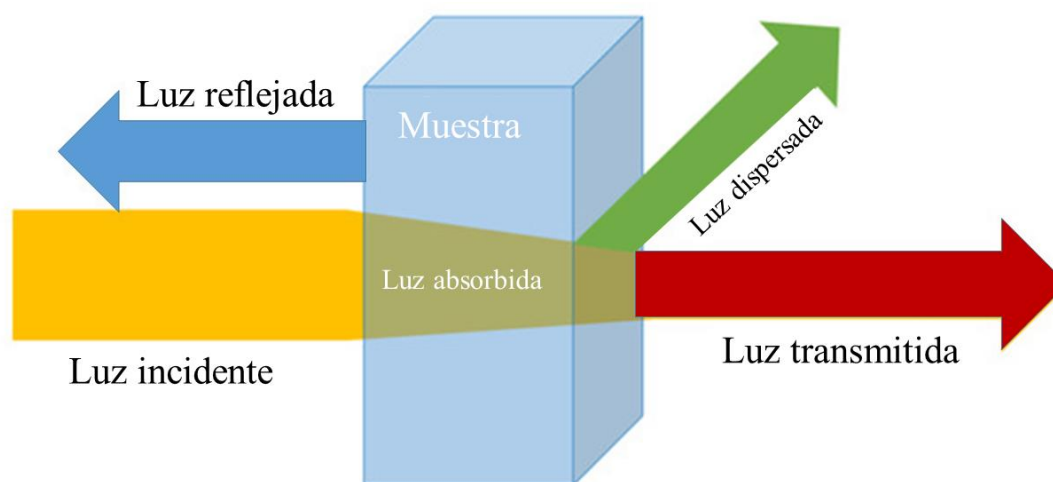 Luz reflejada
Muestra
Luz dispersada
Luz absorbida
Luz incidente
Luz transmitida